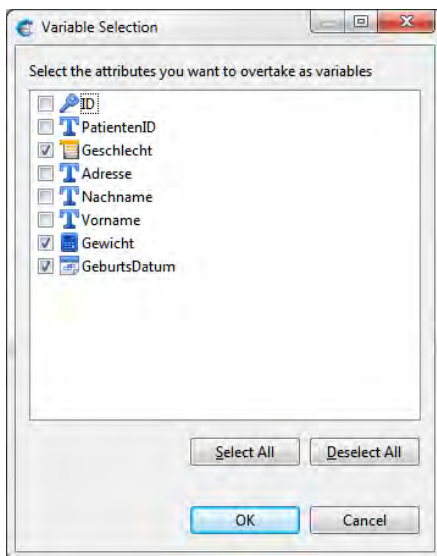 Variable Selection
Select the attributes you want to overtake as variables
ID
PatientenID
Geschlecht
Adresse
Nachname
Vorname
Gewicht
GeburtsDatum
Select All Deselect All
OK Cancel